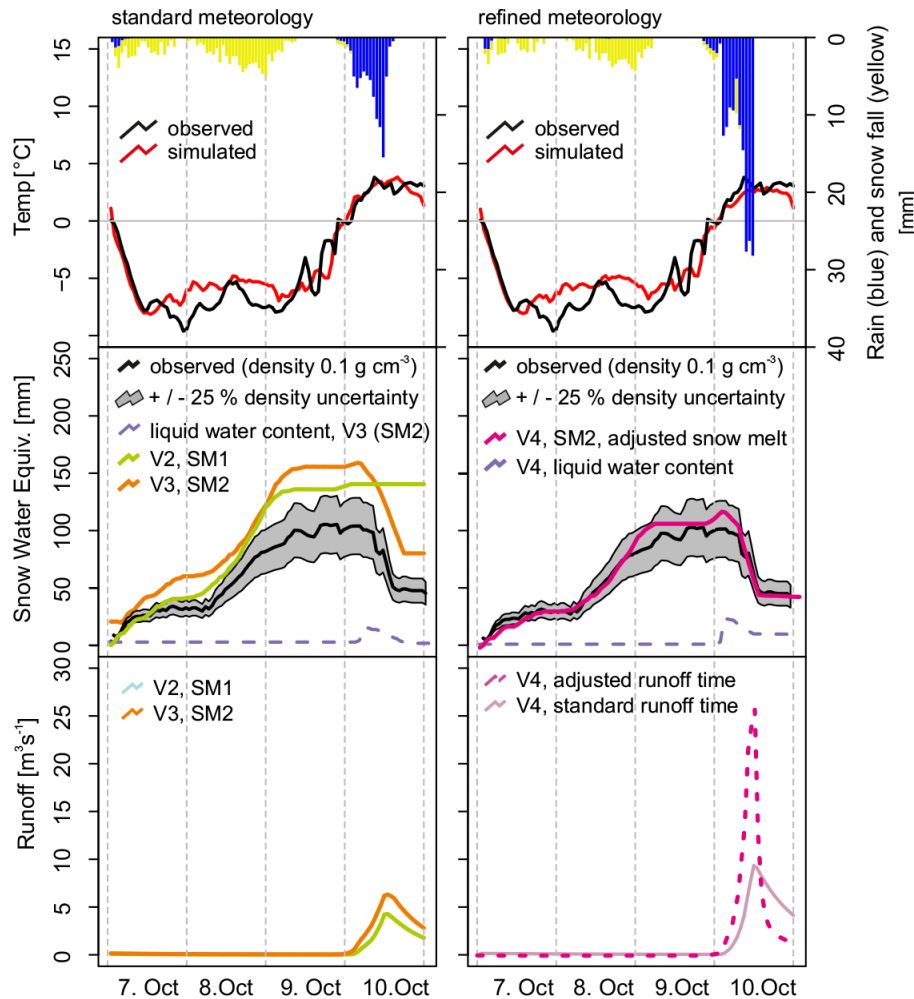 standard meteorology
refined meteorology
15
10
5
0
−5
Temp [°C]
observed
simulated
observed
simulated
0
10
20
30
40
Rain (blue) and snow fall (yellow)
[mm]
250
200
150
100
50
0
Snow Water Equiv. [mm]
observed (density 0.1 g cm⁻³)
+ / - 25 % density uncertainty
liquid water content, V3 (SM2)
V2, SM1
V3, SM2
observed (density 0.1 g cm⁻³)
+ / - 25 % density uncertainty
V4, SM2, adjusted snow melt
V4, liquid water content
30
25
20
15
10
5
0
Runoff [m³s⁻¹]
V2, SM1
V3, SM2
V4, adjusted runoff time
V4, standard runoff time
7. Oct 8.Oct 9. Oct 10.Oct
7. Oct 8.Oct 9. Oct 10.Oct